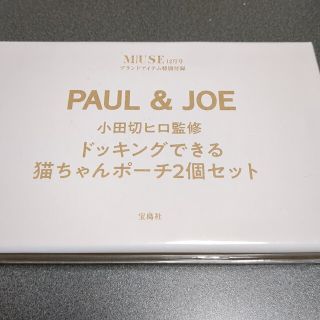 MUSE 12月号
ブランドアイテム特別付録
PAUL & JOE
小田切ヒロ監修
ドッキングできる
猫ちゃんポーチ2個セット
宝島社